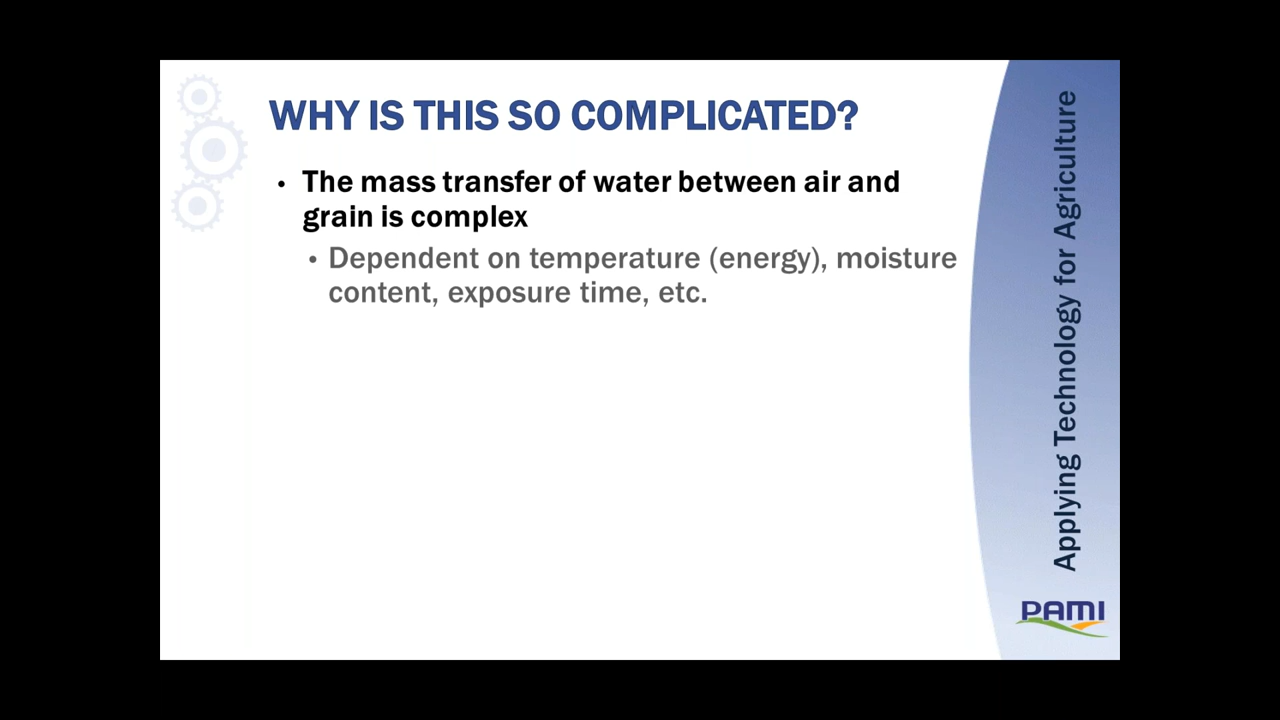 WHY IS THIS SO COMPLICATED?
• The mass transfer of water between air and
grain is complex
• Dependent on temperature (energy), moisture
content, exposure time, etc.
Applying Technology for Agriculture
PAMI